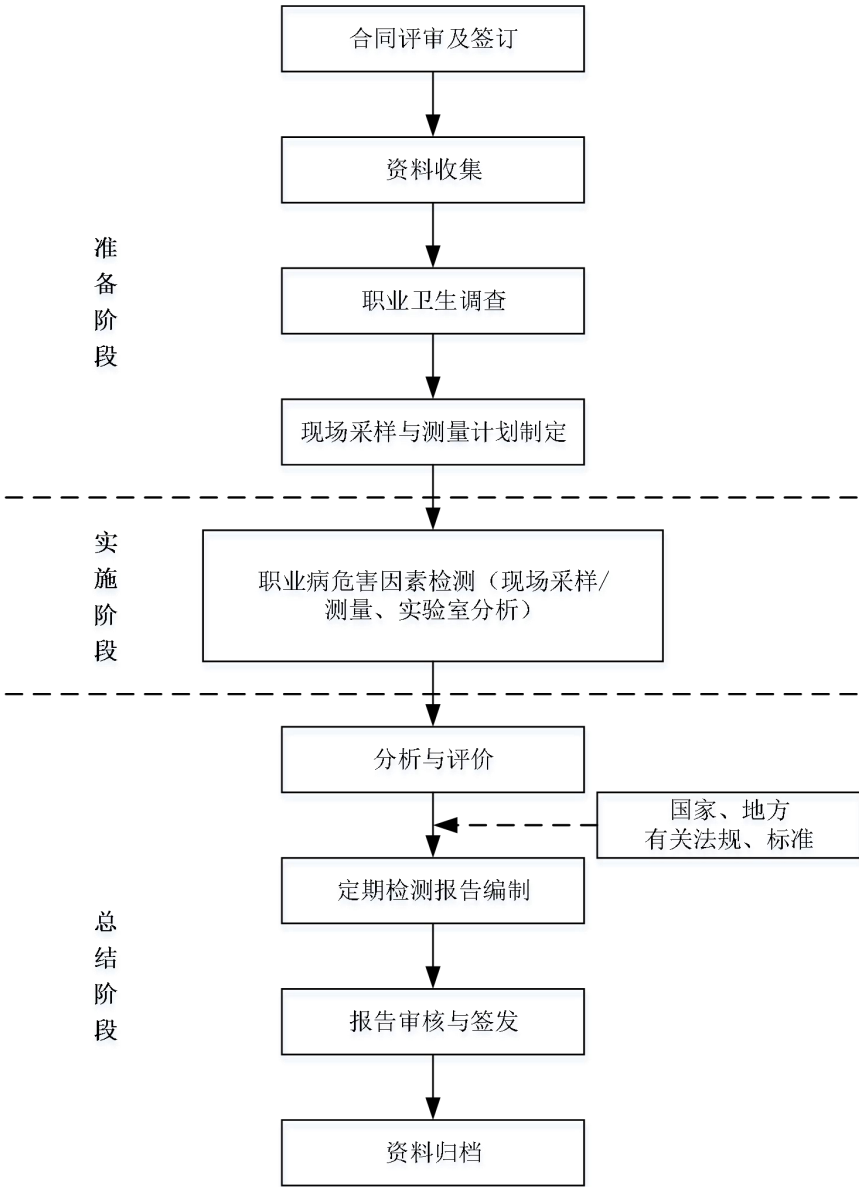 合同评审及签订
资料收集
准备阶段
职业卫生调查
现场采样与测量计划制定
实施阶段
职业病危害因素检测（现场采样/
测量、实验室分析）
分析与评价
国家、地方
有关法规、标准
定期检测报告编制
总结阶段
报告审核与签发
资料归档